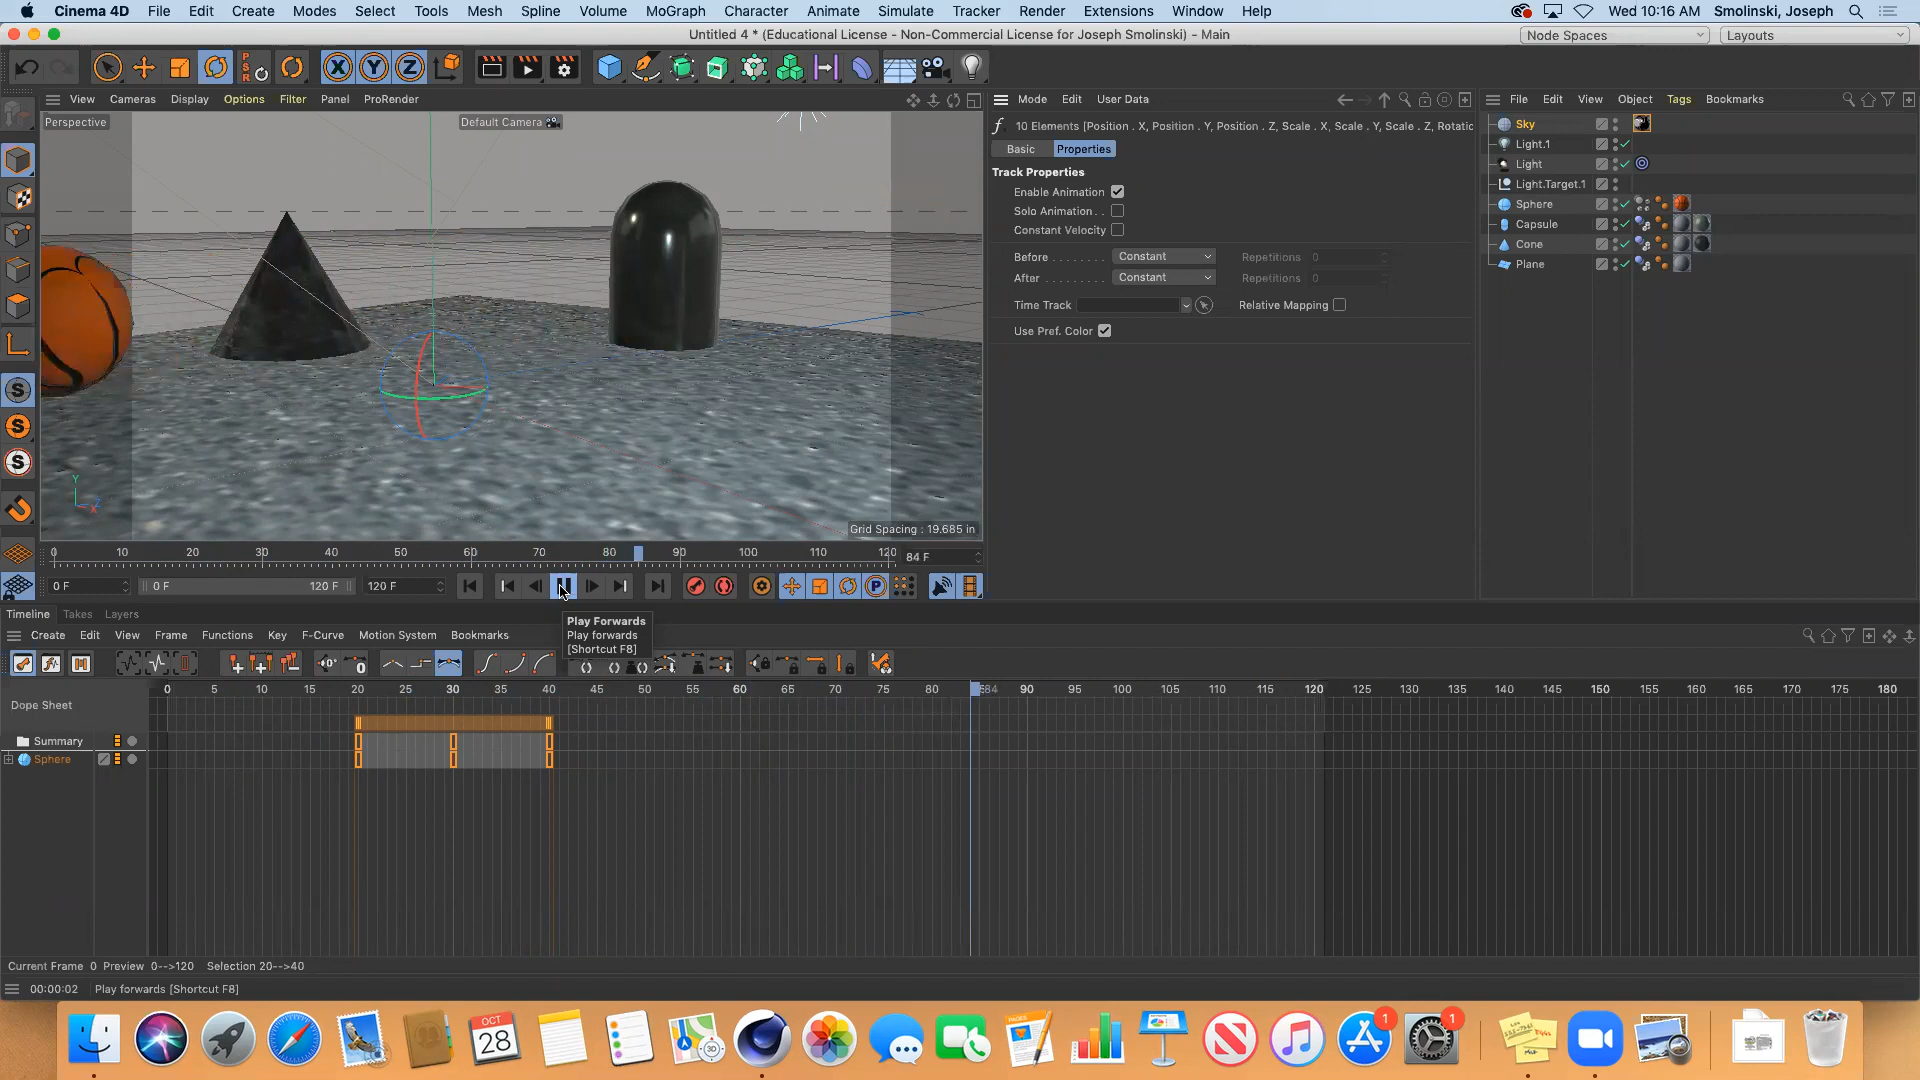 Cinema 4D File Edit Create Modes Select Tools Mesh Spline Volume MoGraph Character Animate Simulate Tracker Render Extensions Window Help Wed 10:16 AM Smolinski, Joseph
Untitled 4 * (Educational License - Non-Commercial License for Joseph Smolinski) - Main Node Spaces Layouts
X Y Z PSR
View Cameras Display Options Filter Panel ProRender Mode Edit User Data File Edit View Object Tags Bookmarks
Perspective Default Camera 10 Elements [Position . X, Position . Y, Position . Z, Scale . X, Scale . Y, Scale . Z, Rotatic Sky
Basic Properties Light.1
Light
Track Properties
Enable Animation Light.Target.1
Solo Animation . . Sphere
Constant Velocity Capsule
Cone
Before . . . . . . . . Constant Repetitions 0 Plane
After . . . . . . . . . Constant Repetitions 0
Time Track Relative Mapping
Use Pref. Color
S
S
S
Y
X
Z
Grid Spacing : 19.685 in
0 10 20 30 40 50 60 70 80 90 100 110 120 84 F
0 F 0 F 120 F 120 F P
Timeline Takes Layers
Play Forwards
Play forwards
[Shortcut F8]
Create Edit View Frame Functions Key F-Curve Motion System Bookmarks
0 5 10 15 20 25 30 35 40 45 50 55 60 65 70 75 80 84 90 95 100 105 110 115 120 125 130 135 140 145 150 155 160 165 170 175 180
Dope Sheet
Summary
Sphere
Current Frame 0 Preview 0-->120 Selection 20-->40
00:00:02 Play forwards [Shortcut F8]
OCT
28
3D
PAGES
1
1